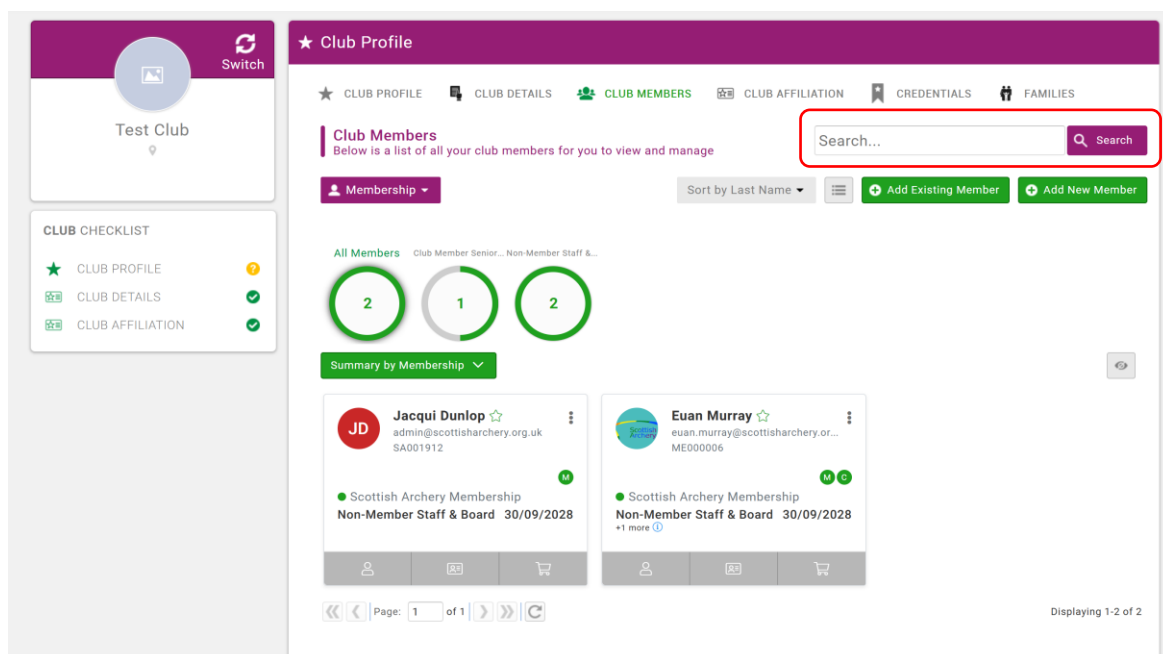 Switch
Test Club
CLUB CHECKLIST
CLUB PROFILE
CLUB DETAILS
CLUB AFFILIATION
Club Profile
CLUB PROFILE CLUB DETAILS CLUB MEMBERS CLUB AFFILIATION CREDENTIALS FAMILIES
Club Members
Below is a list of all your club members for you to view and manage
Search... Search
Membership Sort by Last Name Add Existing Member Add New Member
All Members Club Member Senior... Non-Member Staff &...
2 1 2
Summary by Membership
JD Jacqui Dunlop
admin@scottisharchery.org.uk
SA001912
M
Scottish Archery Membership
Non-Member Staff & Board 30/09/2028
Scottish Archery
Euan Murray
euan.murray@scottisharchery.or...
ME000006
M C
Scottish Archery Membership
Non-Member Staff & Board 30/09/2028
+1 more
Page: 1 of 1 Displaying 1-2 of 2